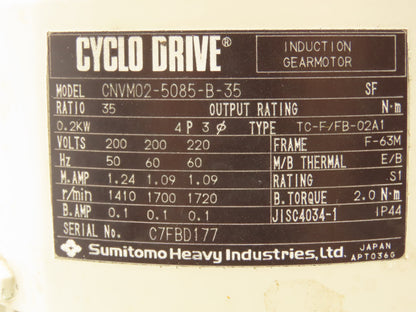 CYCLO DRIVE® INDUCTION GEARMOTOR
MODEL CNVM02-5085-B-35 SF
RATIO 35 OUTPUT RATING N·m
0.2KW 4 P 3 ø TYPE TC-F/FB-02A1
VOLTS 200 200 220 FRAME F-63M
Hz 50 60 60 M/B THERMAL E/B
M.AMP 1.24 1.09 1.09 RATING S1
r/min 1410 1700 1720 B.TORQUE 2.0 N·m
B.AMP 0.1 0.1 0.1 JISC4034-1 IP44
SERIAL No. C7FBD177
Sumitomo Heavy Industries, Ltd. JAPAN
APT036G